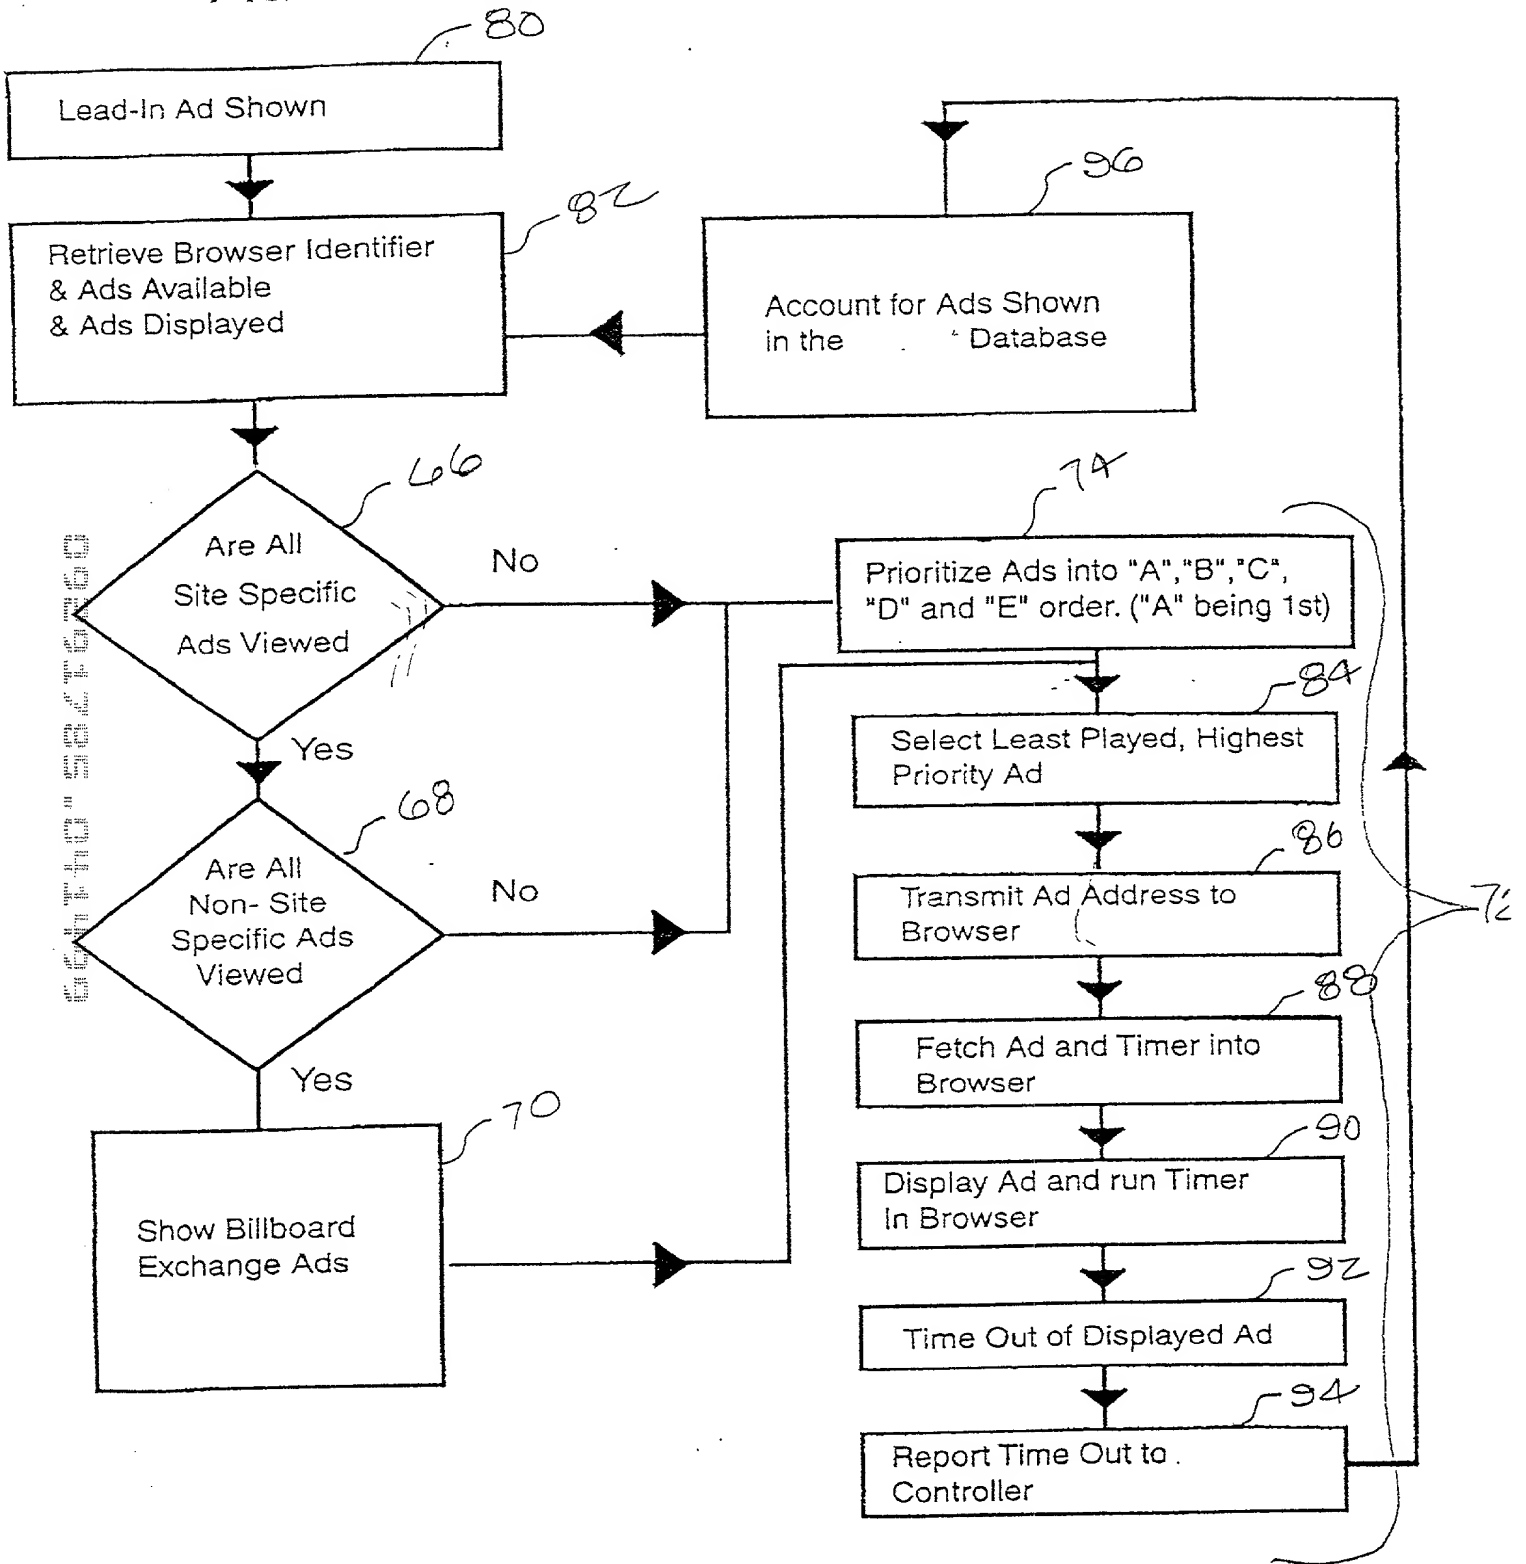 80
Lead-In Ad Shown
82
Retrieve Browser Identifier
& Ads Available
& Ads Displayed
96
Account for Ads Shown
in the Database
66
Are All
Site Specific
Ads Viewed
No
Yes
68
Are All
Non- Site
Specific Ads
Viewed
No
Yes
70
Show Billboard
Exchange Ads
74
Prioritize Ads into "A","B","C",
"D" and "E" order. ("A" being 1st)
84
Select Least Played, Highest
Priority Ad
86
Transmit Ad Address to
Browser
72
88
Fetch Ad and Timer into
Browser
90
Display Ad and run Timer
In Browser
92
Time Out of Displayed Ad
94
Report Time Out to
Controller